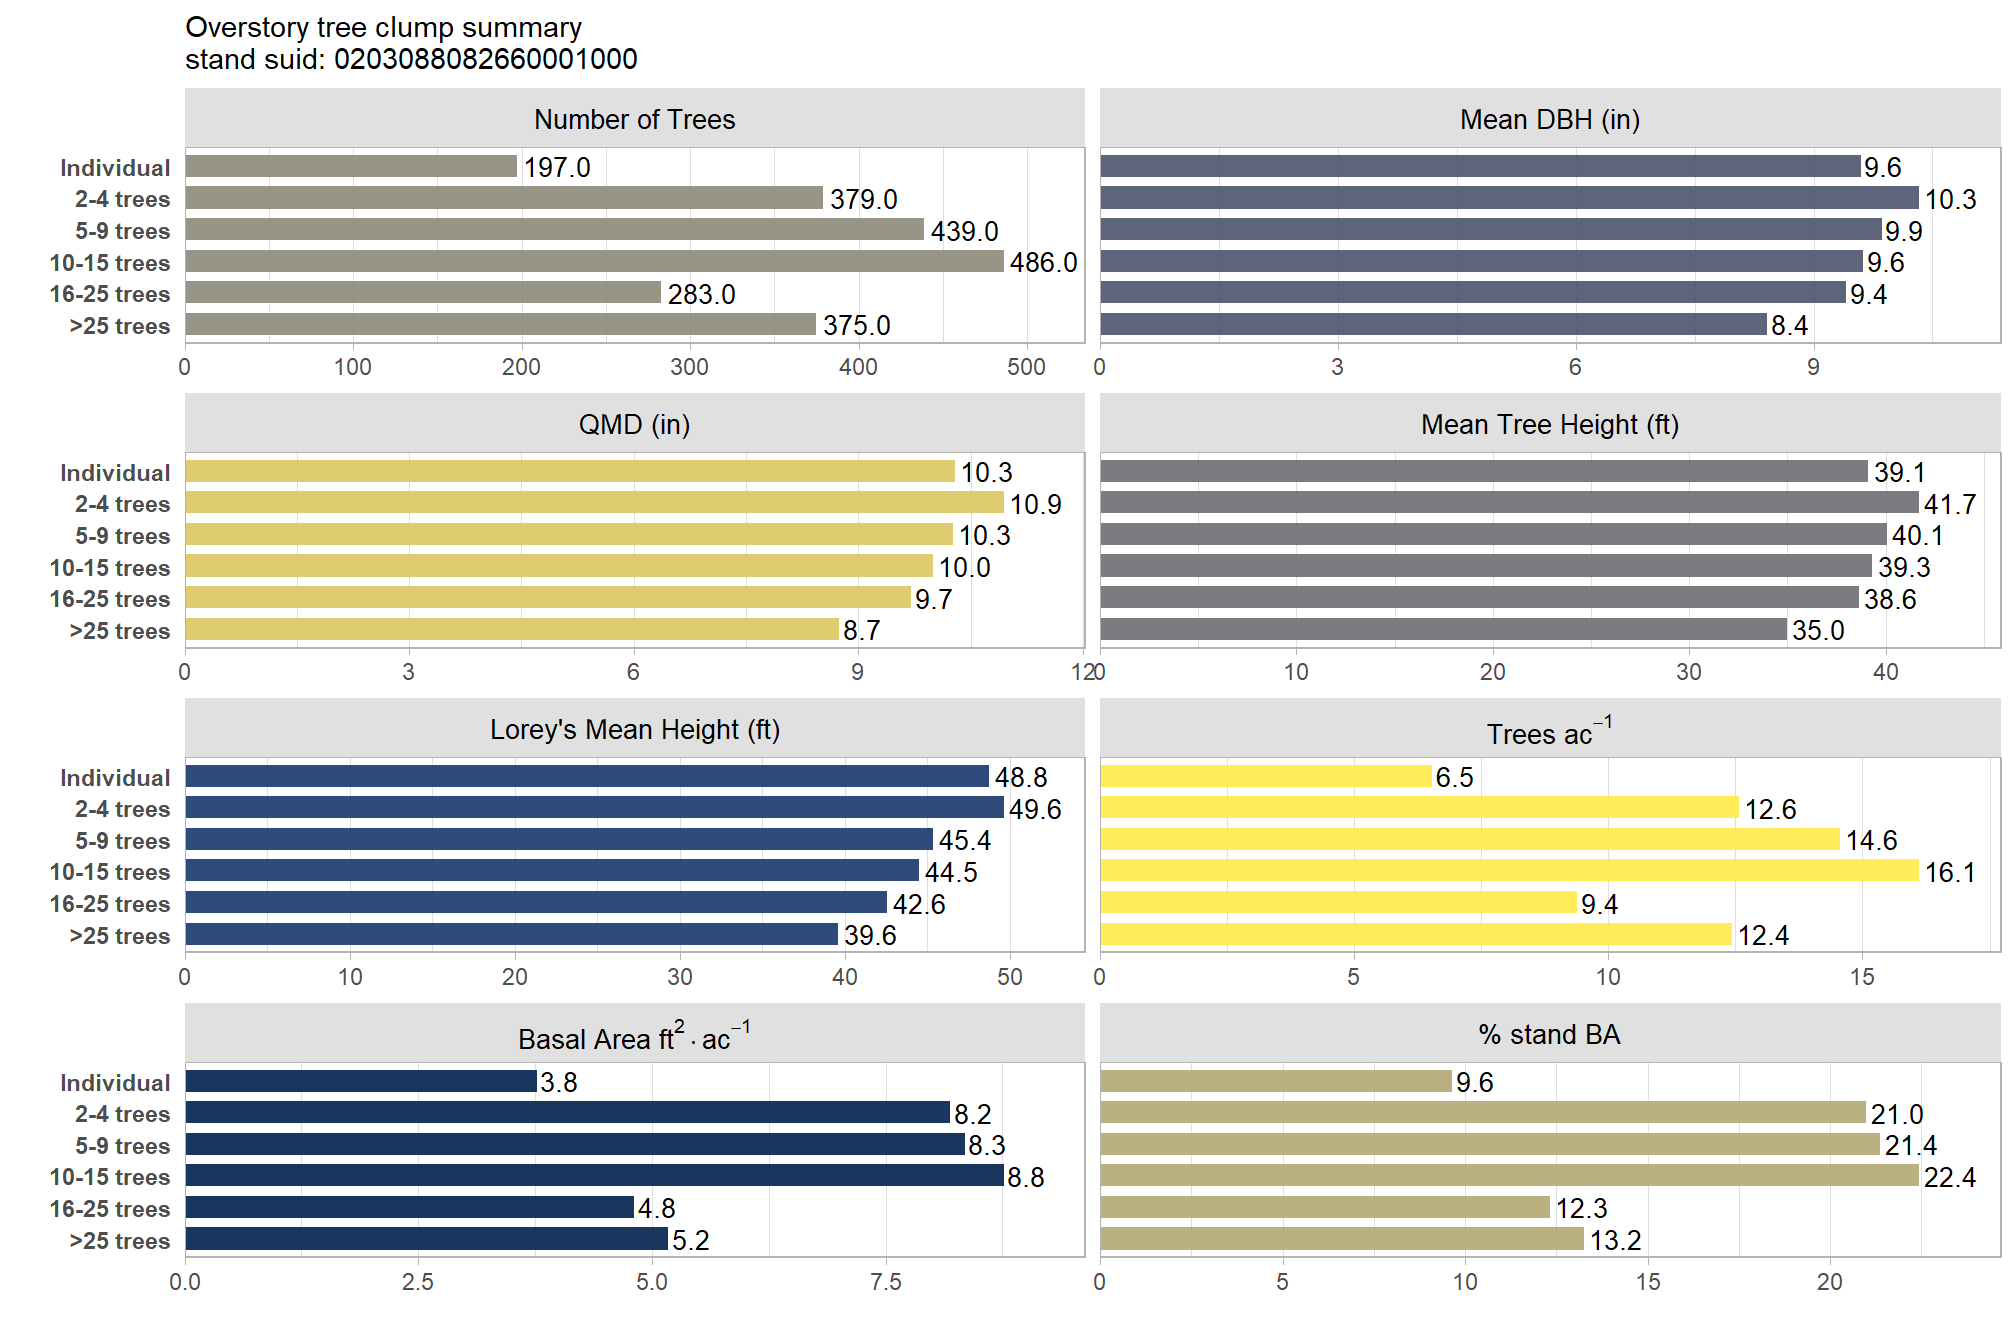 Overstory tree clump summary
stand suid: 0203088082660001000
Number of Trees
Individual 197.0
2-4 trees 379.0
5-9 trees 439.0
10-15 trees 486.0
16-25 trees 283.0
>25 trees 375.0
0 100 200 300 400 500
Mean DBH (in)
9.6
10.3
9.9
9.6
9.4
8.4
0 3 6 9
QMD (in)
Individual 10.3
2-4 trees 10.9
5-9 trees 10.3
10-15 trees 10.0
16-25 trees 9.7
>25 trees 8.7
0 3 6 9 12
Mean Tree Height (ft)
39.1
41.7
40.1
39.3
38.6
35.0
0 10 20 30 40
Lorey's Mean Height (ft)
Individual 48.8
2-4 trees 49.6
5-9 trees 45.4
10-15 trees 44.5
16-25 trees 42.6
>25 trees 39.6
0 10 20 30 40 50
Trees ac⁻¹
6.5
12.6
14.6
16.1
9.4
12.4
0 5 10 15
Basal Area ft² · ac⁻¹
Individual 3.8
2-4 trees 8.2
5-9 trees 8.3
10-15 trees 8.8
16-25 trees 4.8
>25 trees 5.2
0.0 2.5 5.0 7.5
% stand BA
9.6
21.0
21.4
22.4
12.3
13.2
0 5 10 15 20